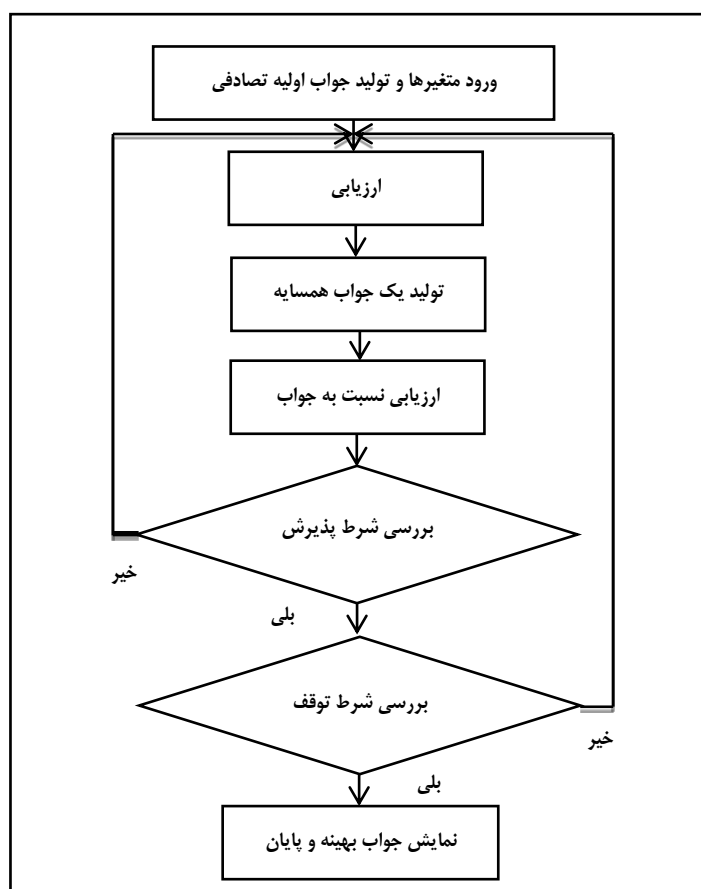 ورود متغیرها و تولید جواب اولیه تصادفی
ارزیابی
تولید یک جواب همسایه
ارزیابی نسبت به جواب
بررسی شرط پذیرش
خیر
بلی
بررسی شرط توقف
خیر
بلی
نمایش جواب بهینه و پایان